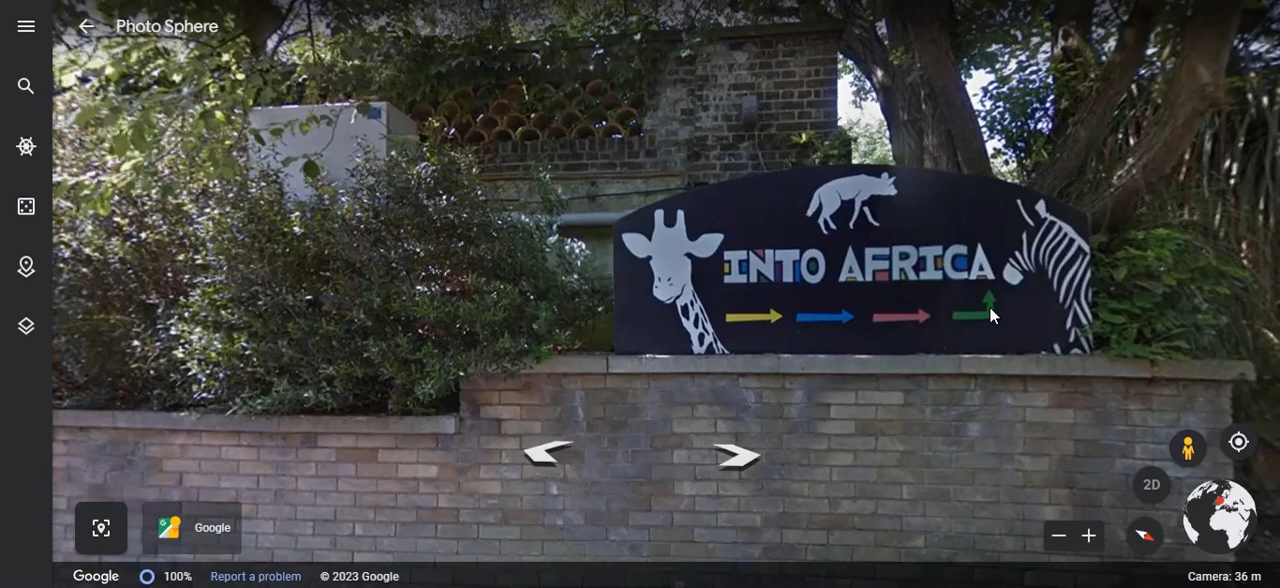 Photo Sphere
INTO AFRICA
2D
Google
Google 100% Report a problem © 2023 Google Camera: 36 m